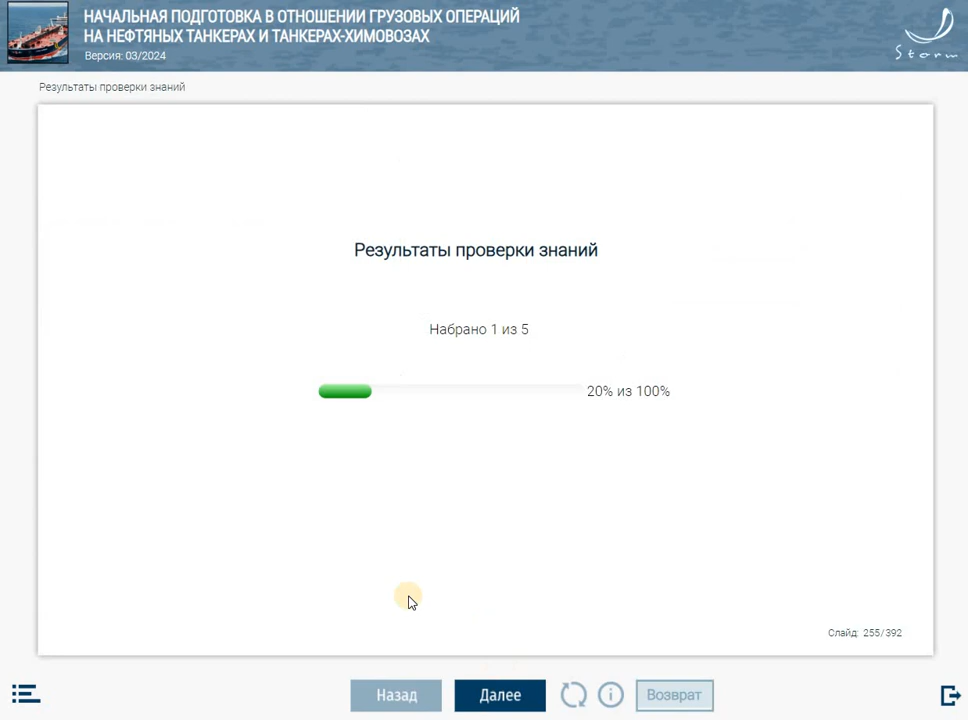 НАЧАЛЬНАЯ ПОДГОТОВКА В ОТНОШЕНИИ ГРУЗОВЫХ ОПЕРАЦИЙ
НА НЕФТЯНЫХ ТАНКЕРАХ И ТАНКЕРАХ-ХИМОВОЗАХ
Версия: 03/2024
Storm
Результаты проверки знаний
Результаты проверки знаний
Набрано 1 из 5
20% из 100%
Слайд: 255/392
Назад
Далее
Возврат